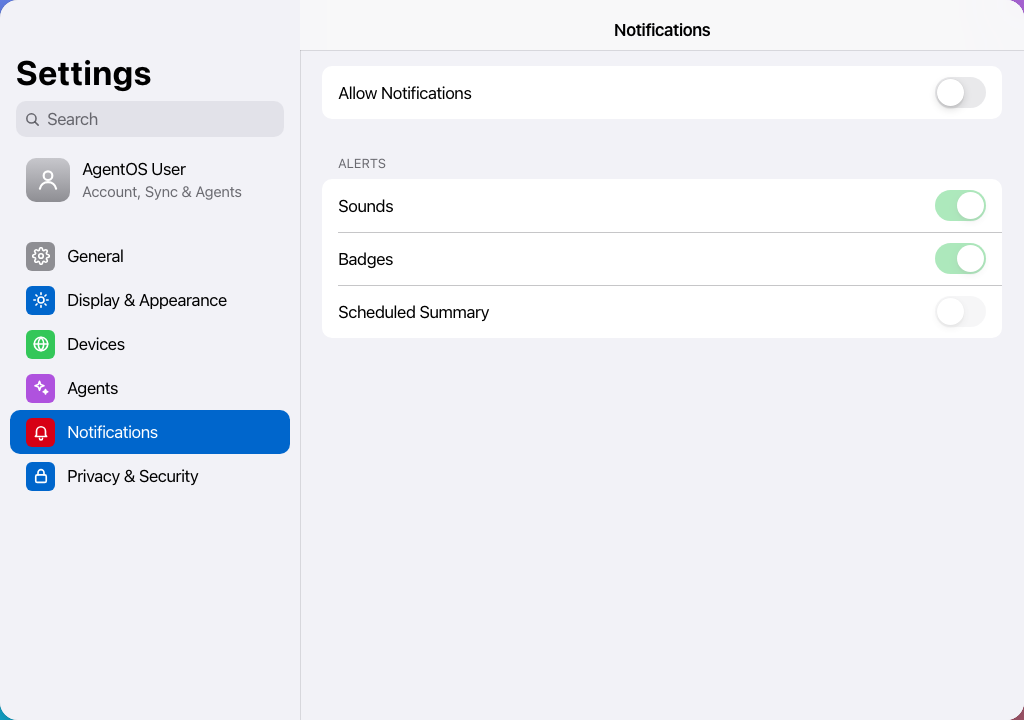 Settings
Search
AgentOS User
Account, Sync & Agents
General
Display & Appearance
Devices
Agents
Notifications
Privacy & Security
Notifications
Allow Notifications
ALERTS
Sounds
Badges
Scheduled Summary